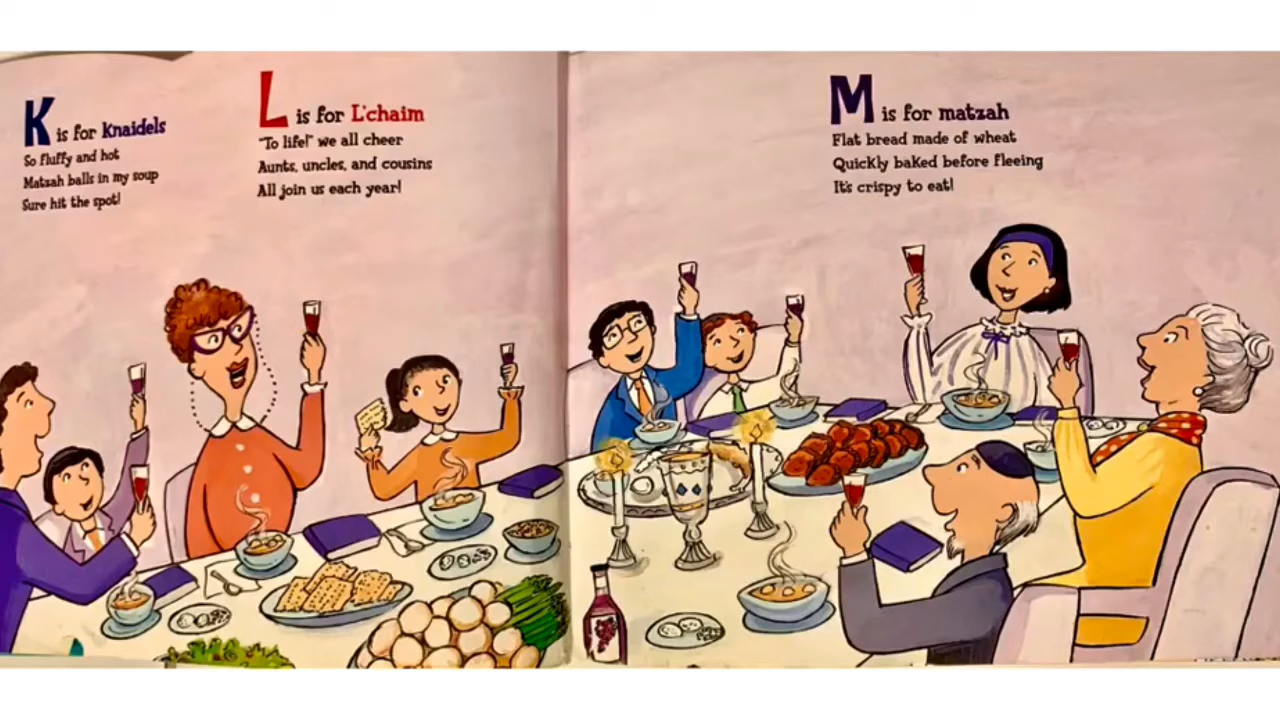 K is for Knaidels
So fluffy and hot
Matzah balls in my soup
Sure hit the spot!
L is for L'chaim
"To life!" we all cheer
Aunts, uncles, and cousins
All join us each year!
M is for matzah
Flat bread made of wheat
Quickly baked before fleeing
It's crispy to eat!